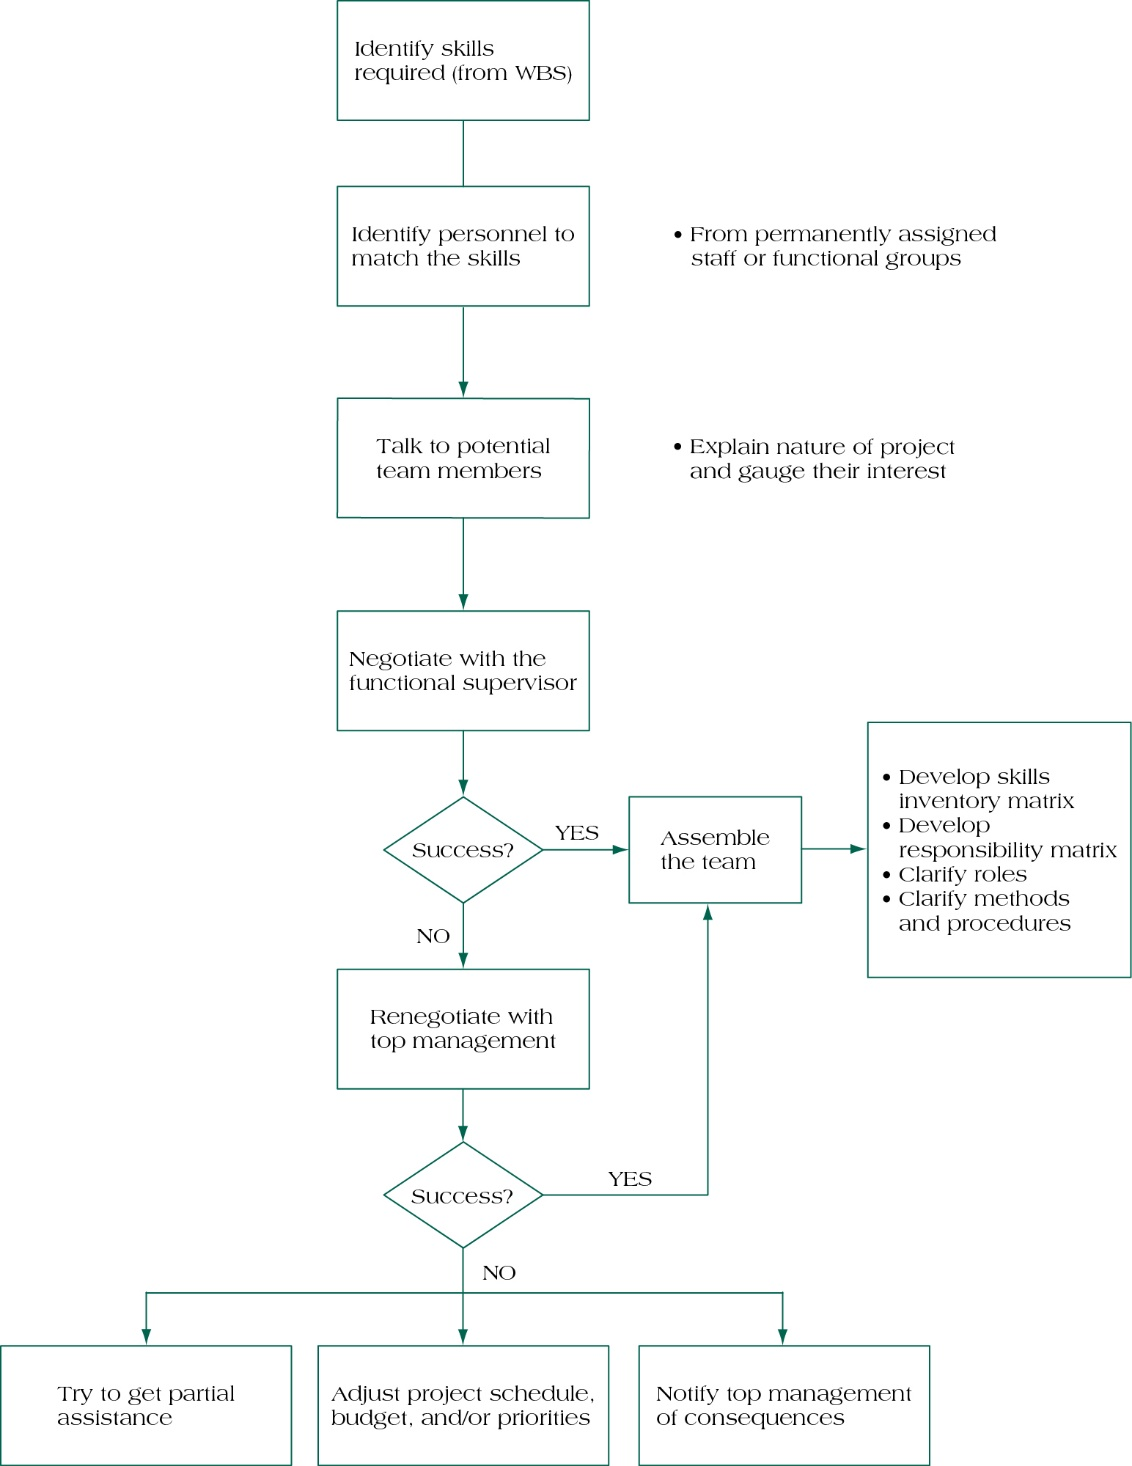 Identify skills
required (from WBS)
Identify personnel to
match the skills
• From permanently assigned
staff or functional groups
Talk to potential
team members
• Explain nature of project
and gauge their interest
Negotiate with the
functional supervisor
Success?
YES
Assemble
the team
• Develop skills
inventory matrix
• Develop
responsibility matrix
• Clarify roles
• Clarify methods
and procedures
NO
Renegotiate with
top management
Success?
YES
NO
Try to get partial
assistance
Adjust project schedule,
budget, and/or priorities
Notify top management
of consequences